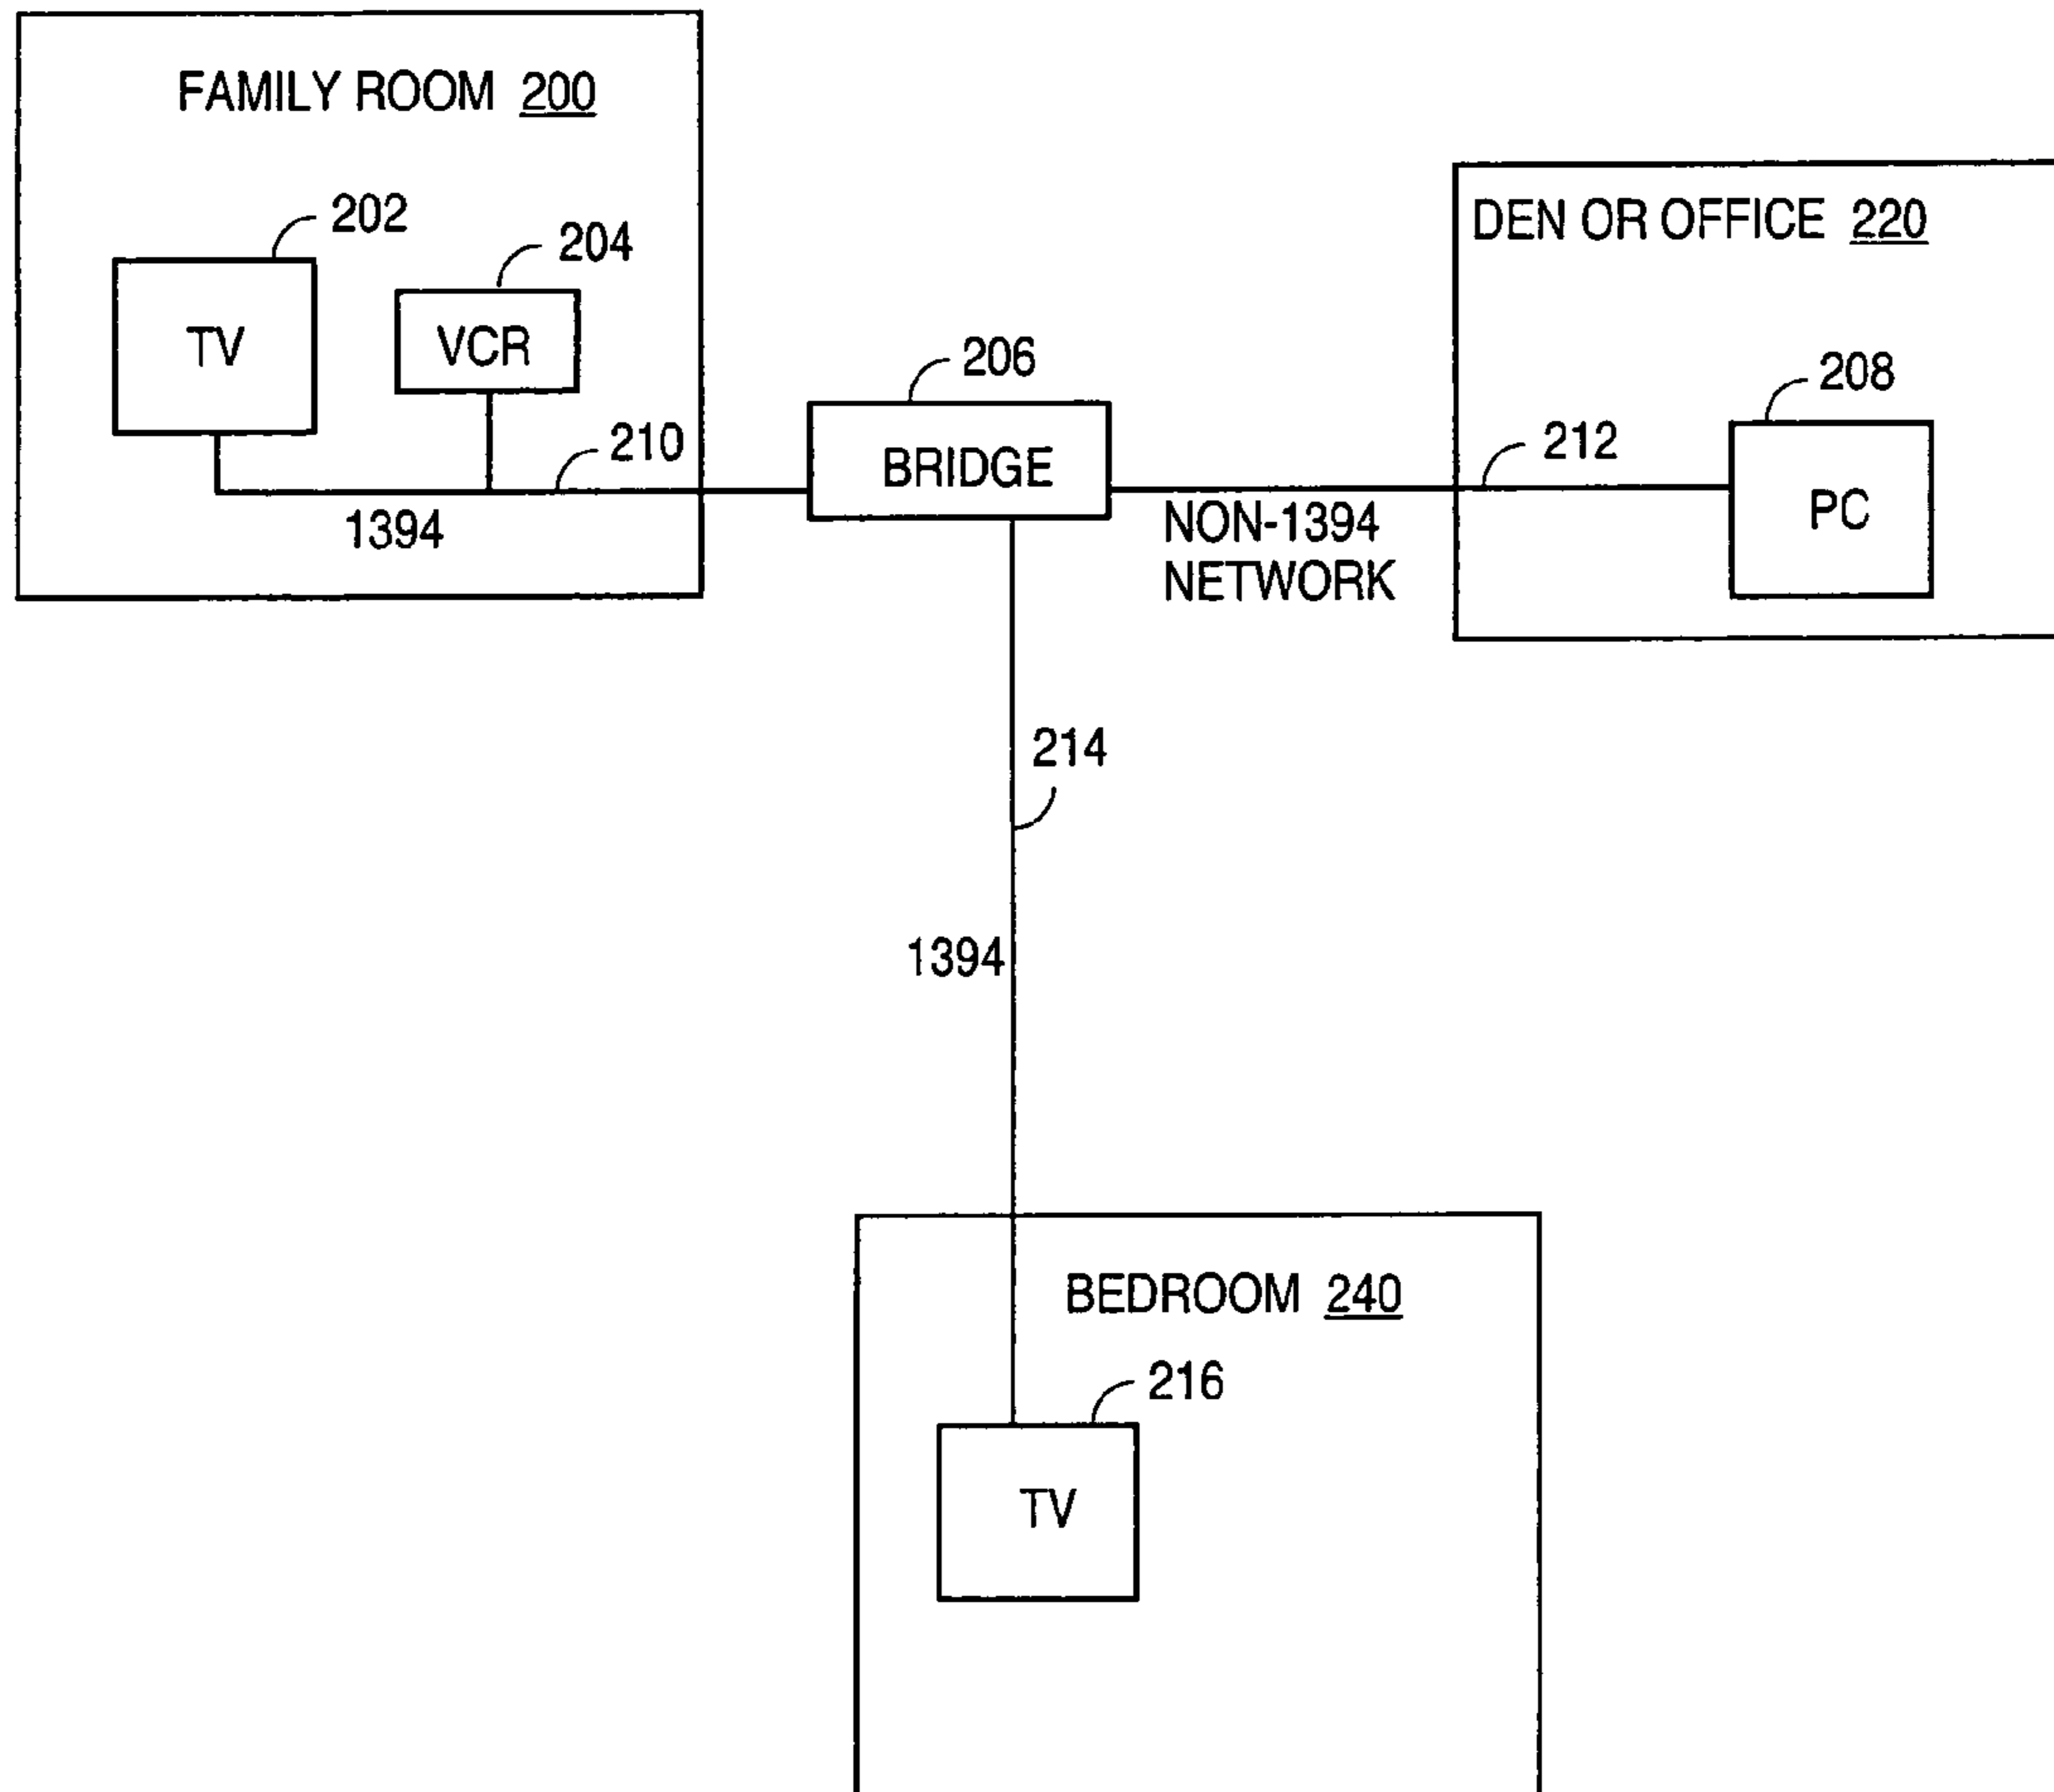 FAMILY ROOM 200
202
204
TV
VCR
210
1394
206
BRIDGE
NON-1394
NETWORK
DEN OR OFFICE 220
212
208
PC
214
1394
BEDROOM 240
216
TV